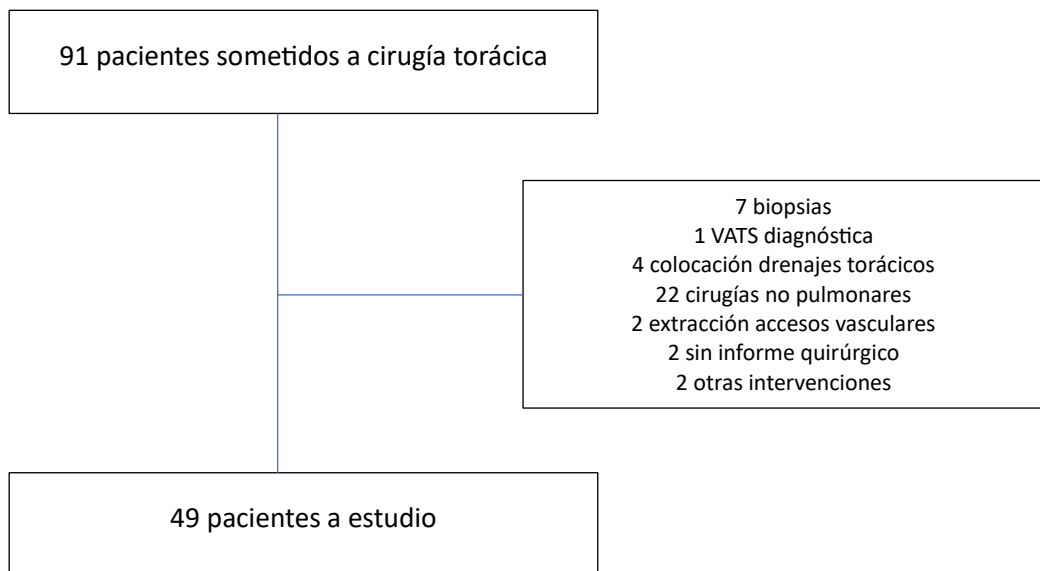 91 pacientes sometidos a cirugía torácica
7 biopsias
1 VATS diagnóstica
4 colocación drenajes torácicos
22 cirugías no pulmonares
2 extracción accesos vasculares
2 sin informe quirúrgico
2 otras intervenciones
49 pacientes a estudio